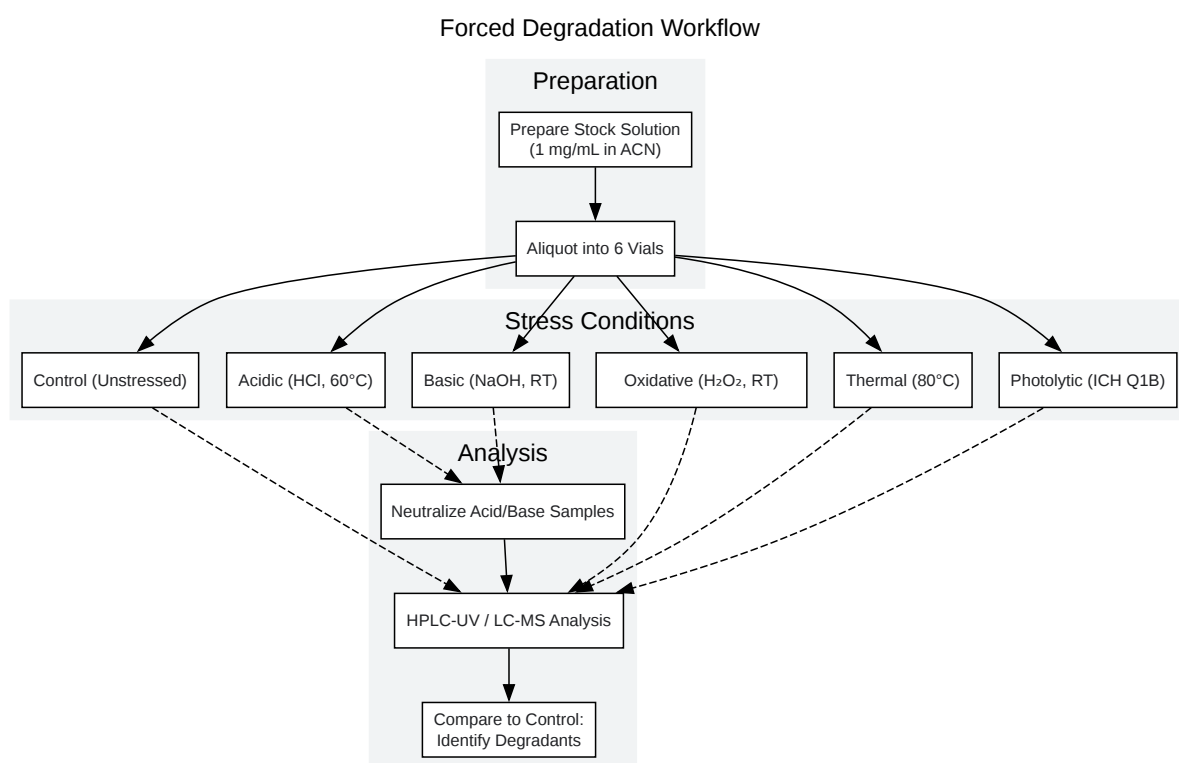 Forced Degradation Workflow
Preparation
Prepare Stock Solution
(1 mg/mL in ACN)
Aliquot into 6 Vials
Stress Conditions
Control (Unstressed)
Acidic (HCl, 60°C)
Basic (NaOH, RT)
Oxidative (H₂O₂, RT)
Thermal (80°C)
Photolytic (ICH Q1B)
Analysis
Neutralize Acid/Base Samples
HPLC-UV / LC-MS Analysis
Compare to Control:
Identify Degradants